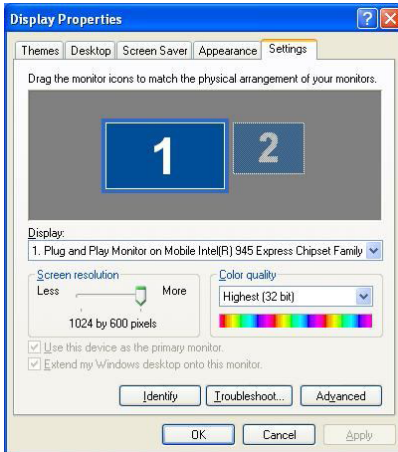 Display Properties
Themes Desktop Screen Saver Appearance Settings
Drag the monitor icons to match the physical arrangement of your monitors.
1 2
Display:
1. Plug and Play Monitor on Mobile Intel(R) 945 Express Chipset Family
Screen resolution Color quality
Less More Highest (32 bit)
1024 by 600 pixels
Use this device as the primary monitor.
Extend my Windows desktop onto this monitor.
Identify Troubleshoot... Advanced
OK Cancel Apply